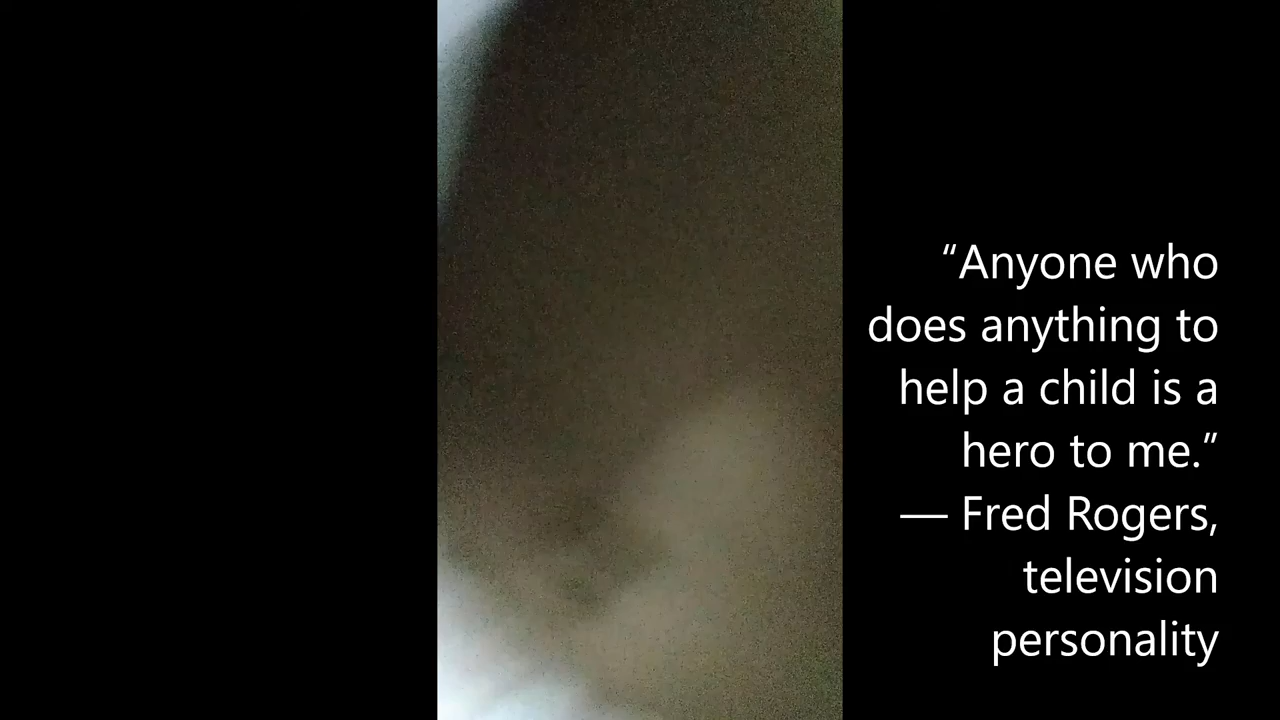 “Anyone who
does anything to
help a child is a
hero to me.”
— Fred Rogers,
television
personality